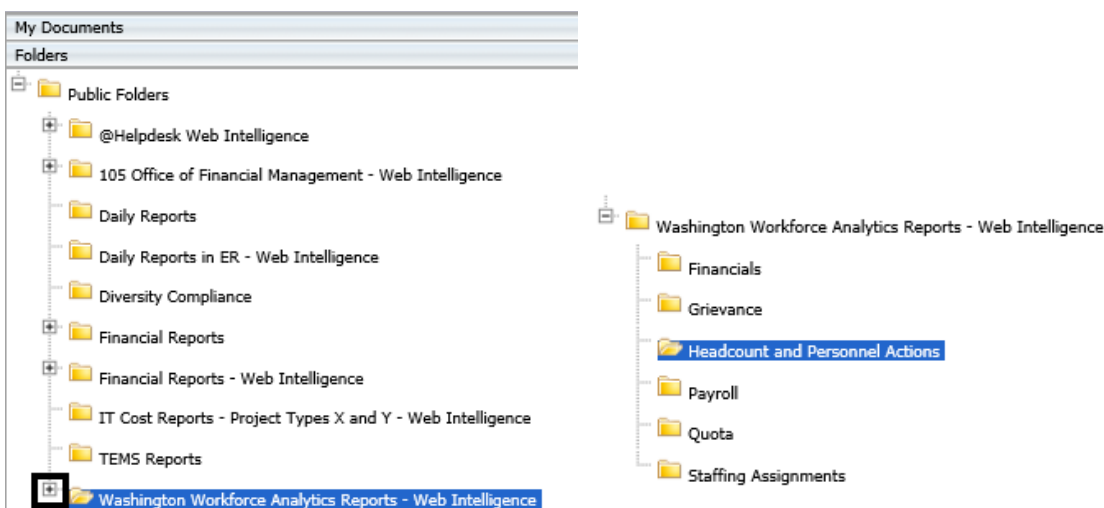 My Documents
Folders
Public Folders
@Helpdesk Web Intelligence
105 Office of Financial Management - Web Intelligence
Daily Reports
Daily Reports in ER - Web Intelligence
Diversity Compliance
Financial Reports
Financial Reports - Web Intelligence
IT Cost Reports - Project Types X and Y - Web Intelligence
TEMS Reports
Washington Workforce Analytics Reports - Web Intelligence
Washington Workforce Analytics Reports - Web Intelligence
Financials
Grievance
Headcount and Personnel Actions
Payroll
Quota
Staffing Assignments